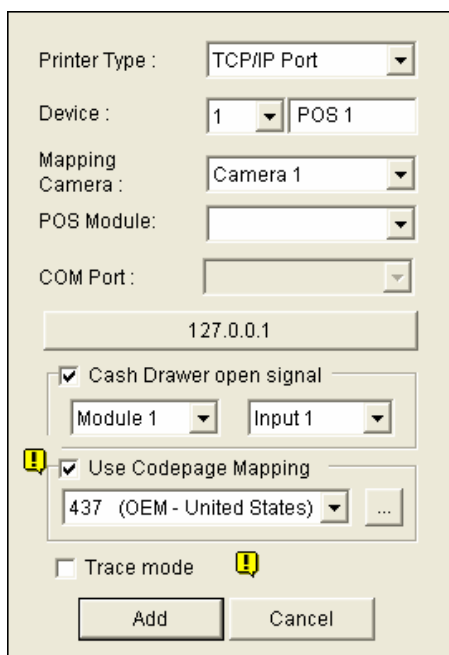 Printer Type : TCP/IP Port
Device : 1 POS 1
Mapping
Camera : Camera 1
POS Module:
COM Port :
127.0.0.1
Cash Drawer open signal
Module 1 Input 1
Use Codepage Mapping
437 (OEM - United States) ...
Trace mode
Add Cancel